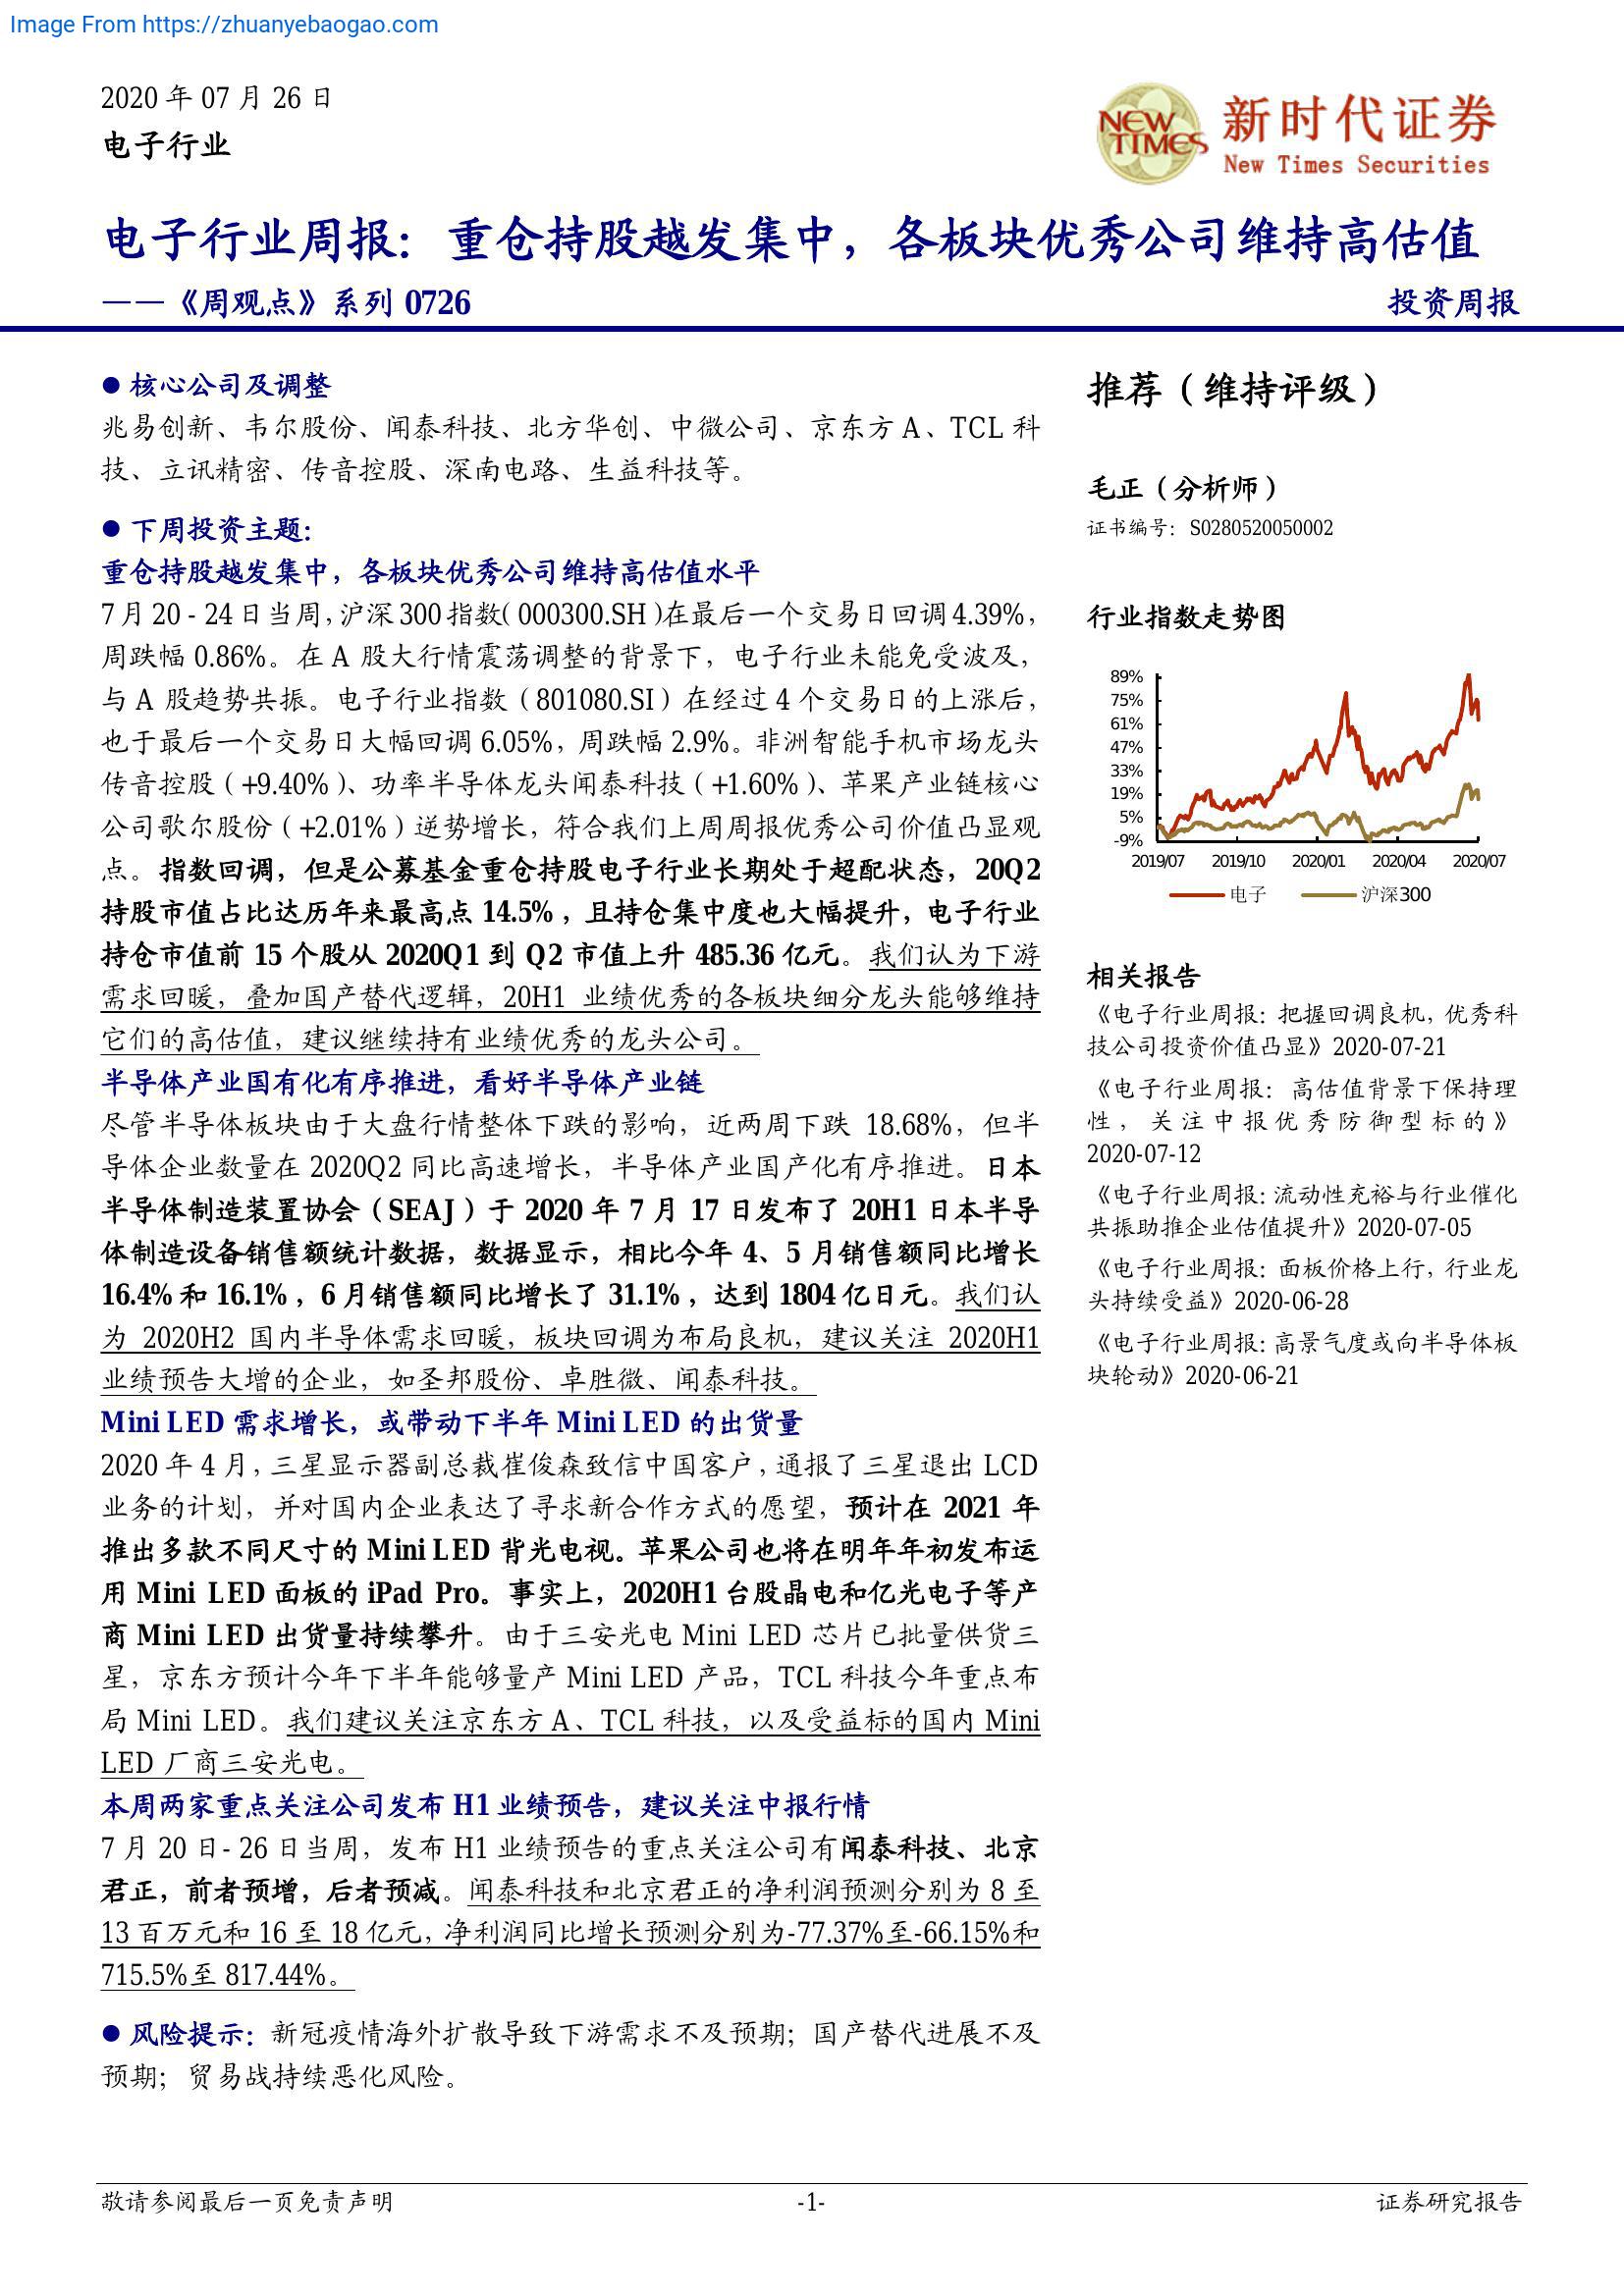 Image From https://zhuanyebaogao.com
2020 年 07 月 26 日
电子行业
NEW TIMES
新时代证券
New Times Securities
电子行业周报：重仓持股越发集中，各板块优秀公司维持高估值
——《周观点》系列 0726
投资周报
● 核心公司及调整
兆易创新、韦尔股份、闻泰科技、北方华创、中微公司、京东方 A、TCL 科
技、立讯精密、传音控股、深南电路、生益科技等。
● 下周投资主题：
重仓持股越发集中，各板块优秀公司维持高估值水平
7 月 20 - 24 日当周，沪深 300 指数（000300.SH）在最后一个交易日回调 4.39%，
周跌幅 0.86%。在 A 股大行情震荡调整的背景下，电子行业未能免受波及，
与 A 股趋势共振。电子行业指数（801080.SI）在经过 4 个交易日的上涨后，
也于最后一个交易日大幅回调 6.05%，周跌幅 2.9%。非洲智能手机市场龙头
传音控股（+9.40%）、功率半导体龙头闻泰科技（+1.60%）、苹果产业链核心
公司歌尔股份（+2.01%）逆势增长，符合我们上周周报优秀公司价值凸显观
点。指数回调，但是公募基金重仓持股电子行业长期处于超配状态，20Q2
持股市值占比达历年来最高点 14.5%，且持仓集中度也大幅提升，电子行业
持仓市值前 15 个股从 2020Q1 到 Q2 市值上升 485.36 亿元。我们认为下游
需求回暖，叠加国产替代逻辑，20H1 业绩优秀的各板块细分龙头能够维持
它们的高估值，建议继续持有业绩优秀的龙头公司。
半导体产业国有化有序推进，看好半导体产业链
尽管半导体板块由于大盘行情整体下跌的影响，近两周下跌 18.68%，但半
导体企业数量在 2020Q2 同比高速增长，半导体产业国产化有序推进。日本
半导体制造装置协会（SEAJ）于 2020 年 7 月 17 日发布了 20H1 日本半导
体制造设备销售额统计数据，数据显示，相比今年 4、5 月销售额同比增长
16.4%和 16.1%，6 月销售额同比增长了 31.1%，达到 1804 亿日元。我们认
为 2020H2 国内半导体需求回暖，板块回调为布局良机，建议关注 2020H1
业绩预告大增的企业，如圣邦股份、卓胜微、闻泰科技。
Mini LED 需求增长，或带动下半年 Mini LED 的出货量
2020 年 4 月，三星显示器副总裁崔俊森致信中国客户，通报了三星退出 LCD
业务的计划，并对国内企业表达了寻求新合作方式的愿望，预计在 2021 年
推出多款不同尺寸的 Mini LED 背光电视。苹果公司也将在明年年初发布运
用 Mini LED 面板的 iPad Pro。事实上，2020H1 台股晶电和亿光电子等产
商 Mini LED 出货量持续攀升。由于三安光电 Mini LED 芯片已批量供货三
星，京东方预计今年下半年能够量产 Mini LED 产品，TCL 科技今年重点布
局 Mini LED。我们建议关注京东方 A、TCL 科技，以及受益标的国内 Mini
LED 厂商三安光电。
本周两家重点关注公司发布 H1 业绩预告，建议关注中报行情
7 月 20 日- 26 日当周，发布 H1 业绩预告的重点关注公司有闻泰科技、北京
君正，前者预增，后者预减。闻泰科技和北京君正的净利润预测分别为 8 至
13 百万元和 16 至 18 亿元，净利润同比增长预测分别为-77.37%至-66.15%和
715.5%至 817.44%。
● 风险提示：新冠疫情海外扩散导致下游需求不及预期；国产替代进展不及
预期；贸易战持续恶化风险。
推荐（维持评级）
毛正（分析师）
证书编号：S0280520050002
行业指数走势图
89%
75%
61%
47%
33%
19%
5%
-9%
2019/07 2019/10 2020/01 2020/04 2020/07
电子 沪深300
相关报告
《电子行业周报：把握回调良机，优秀科
技公司投资价值凸显》2020-07-21
《电子行业周报：高估值背景下保持理
性，关注中报优秀防御型标的》
2020-07-12
《电子行业周报：流动性充裕与行业催化
共振助推企业估值提升》2020-07-05
《电子行业周报：面板价格上行，行业龙
头持续受益》2020-06-28
《电子行业周报：高景气度或向半导体板
块轮动》2020-06-21
敬请参阅最后一页免责声明
-1-
证券研究报告